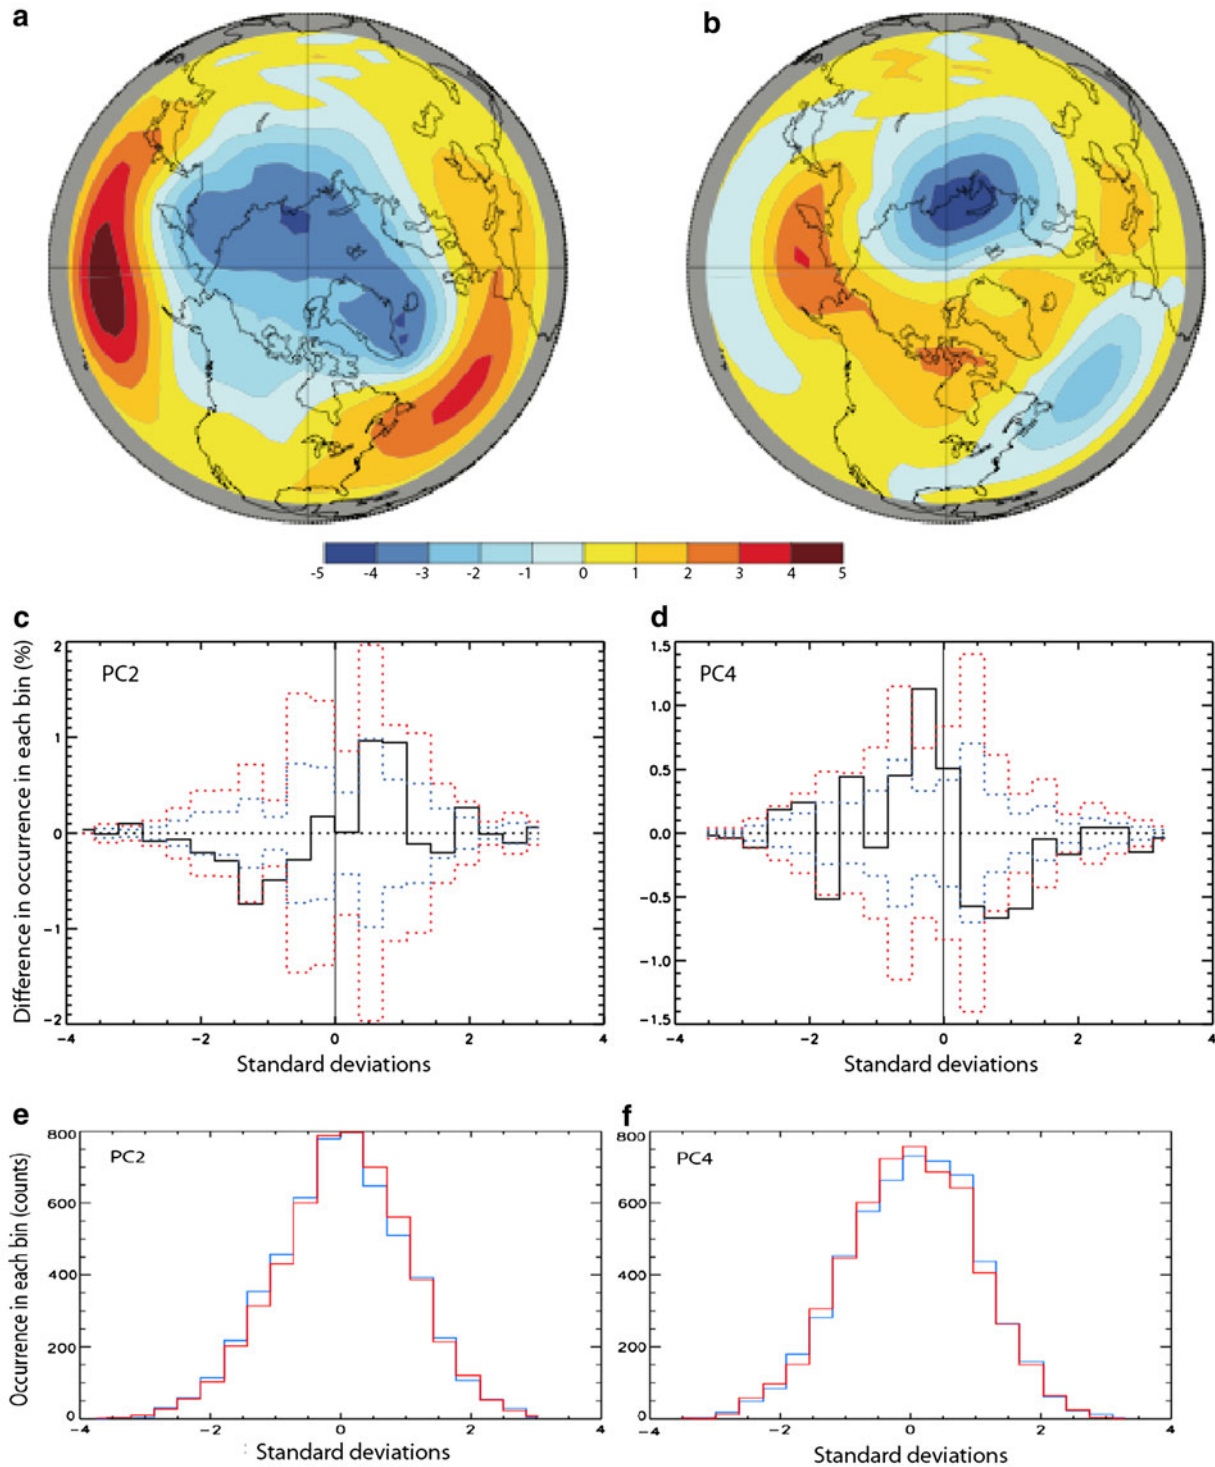 a
b
-5 -4 -3 -2 -1 0 1 2 3 4 5
c
d
Difference in occurrence in each bin (%)
PC2
2
1
0
-1
-2
-4 -2 0 2 4
Standard deviations
PC4
1.5
1.0
0.5
0.0
-0.5
-1.0
-1.5
-4 -2 0 2 4
Standard deviations
e
f
Occurrence in each bin (counts)
PC2
800
600
400
200
0
-4 -2 0 2 4
Standard deviations
PC4
800
600
400
200
0
-4 -2 0 2 4
Standard deviations